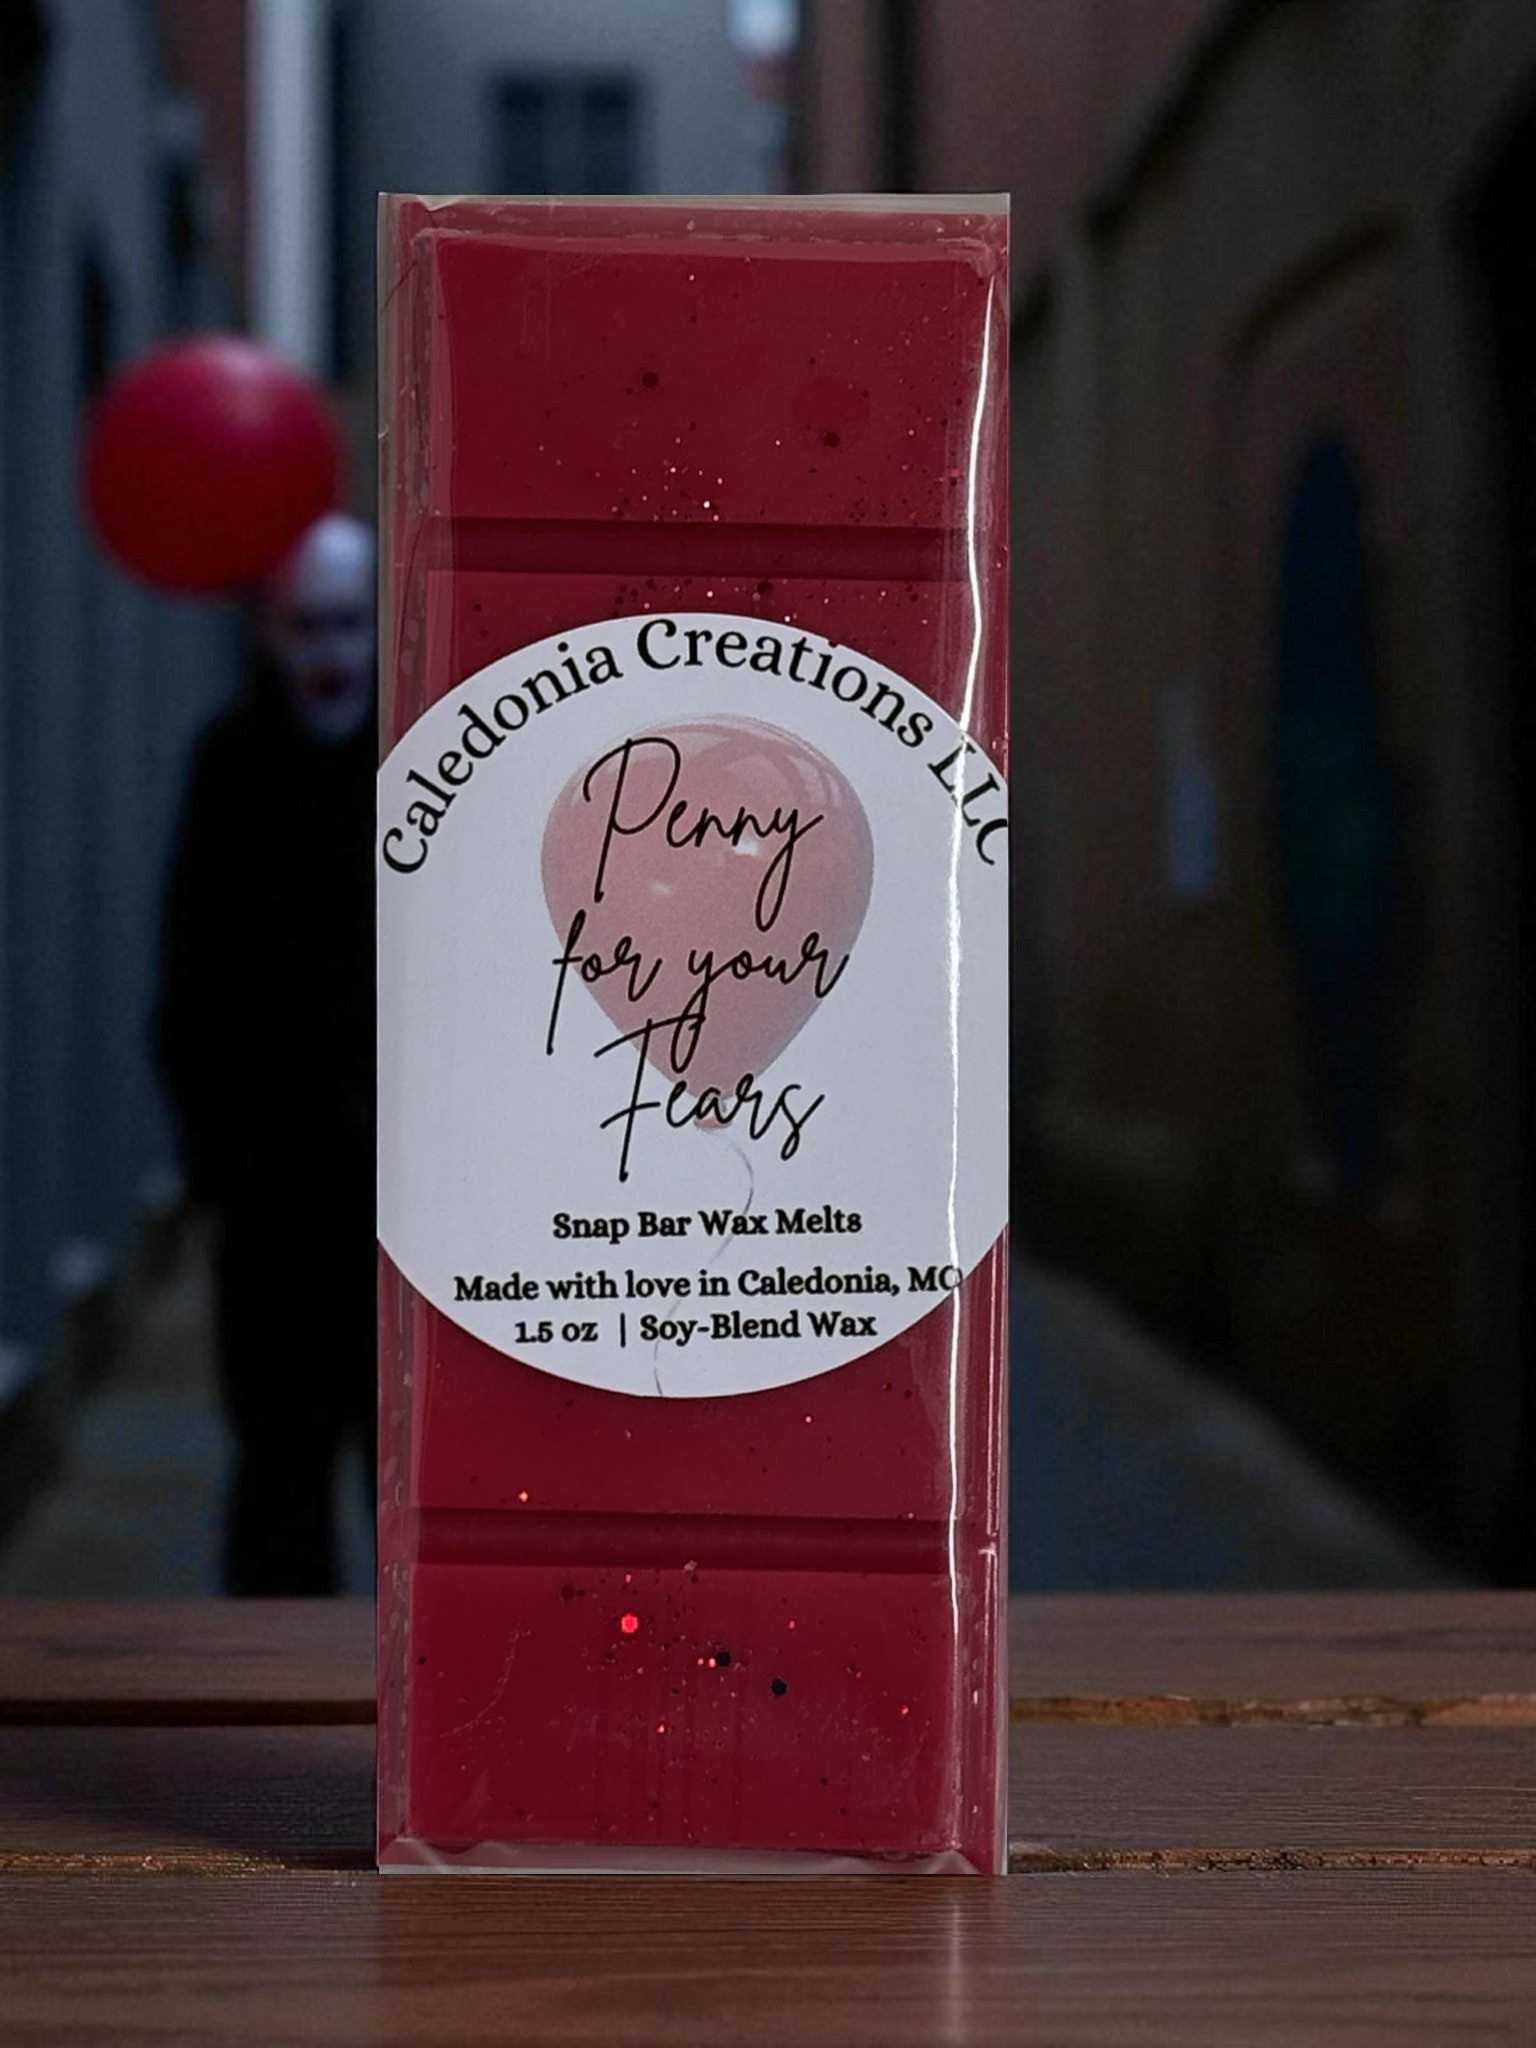 Caledonia Creations LLC
Penny
for your
Fears
Snap Bar Wax Melts
Made with love in Caledonia, MO
1.5 oz | Soy-Blend Wax